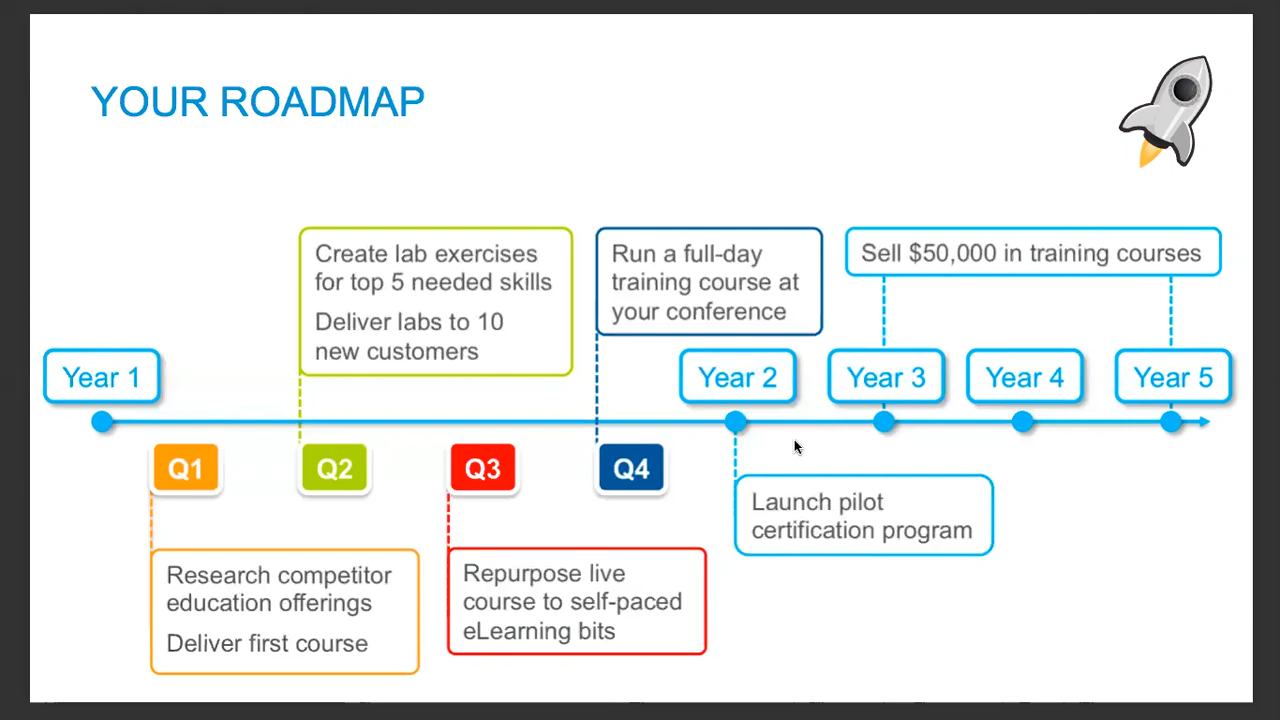 YOUR ROADMAP
Create lab exercises
for top 5 needed skills
Deliver labs to 10
new customers
Run a full-day
training course at
your conference
Sell $50,000 in training courses
Year 1
Year 2
Year 3
Year 4
Year 5
Q1
Q2
Q3
Q4
Launch pilot
certification program
Research competitor
education offerings
Deliver first course
Repurpose live
course to self-paced
eLearning bits